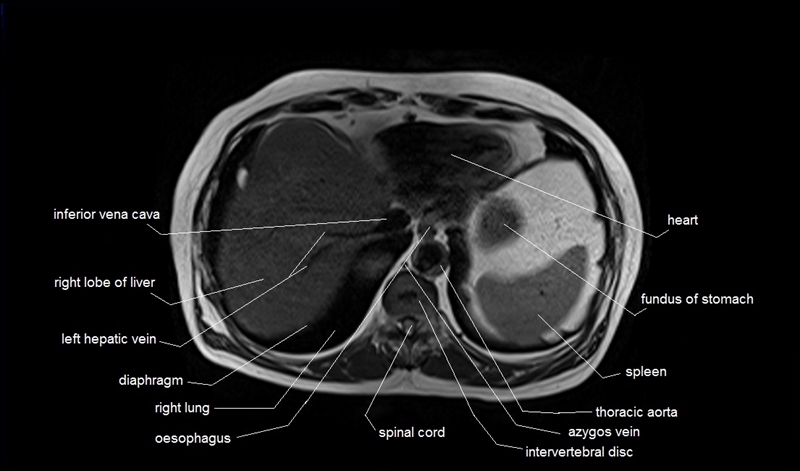 inferior vena cava
right lobe of liver
left hepatic vein
diaphragm
right lung
oesophagus
spinal cord
heart
fundus of stomach
spleen
thoracic aorta
azygos vein
intervertebral disc